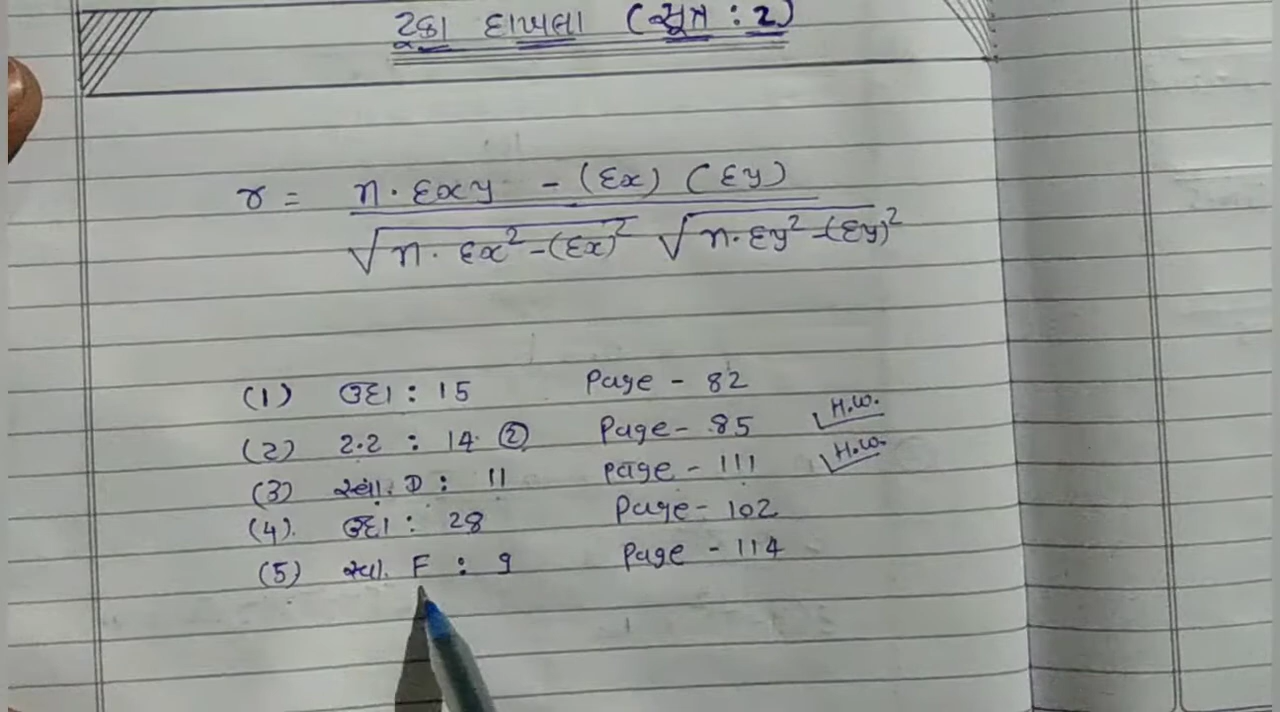 ટૂંકા દાખલા (સૂત્ર : 2)
r = n · Σxy - (Σx) (Σy)
√n · Σx² - (Σx)² √n · Σy² - (Σy)²
(1) ઉદા : 15 Page - 82
(2) 2.2 : 14 ② Page - 85 H.W.
(3) સ્વા. D : 11 Page - 111 H.W.
(4). ઉદા : 28 Page - 102
(5) સ્વા. F : 9 Page - 114